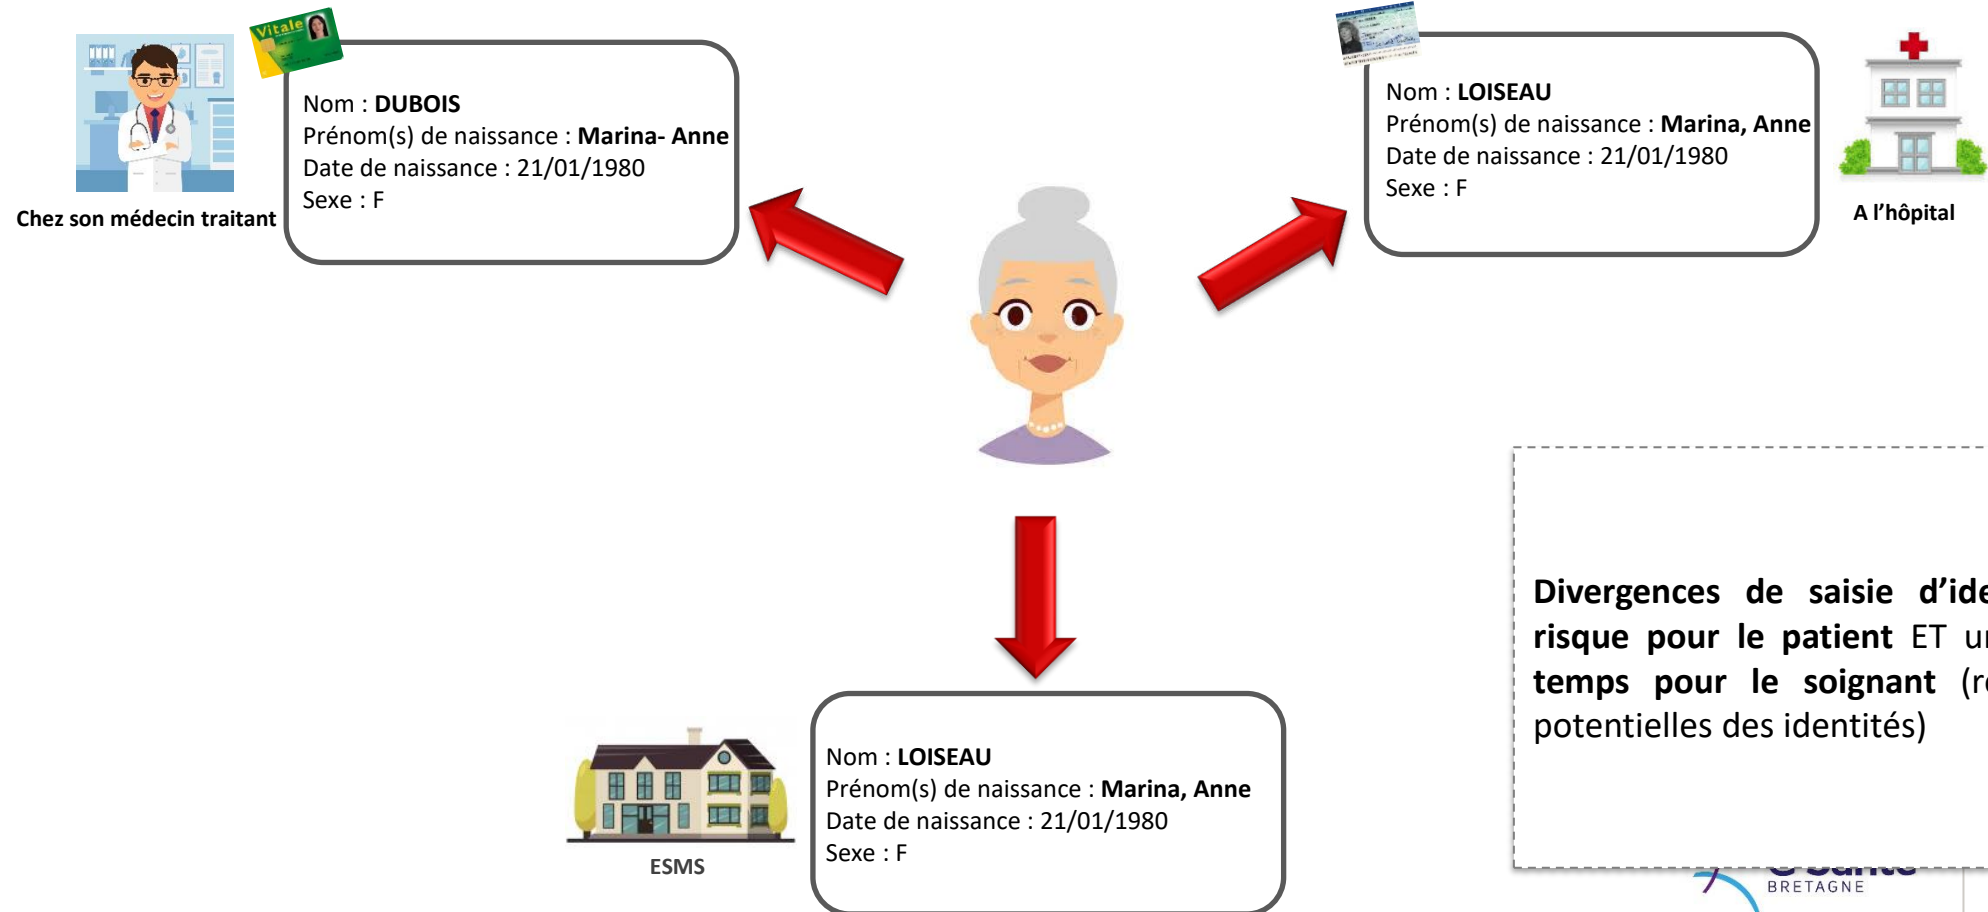 Vitale
Nom : DUBOIS
Prénom(s) de naissance : Marina- Anne
Date de naissance : 21/01/1980
Sexe : F
Chez son médecin traitant
Nom : LOISEAU
Prénom(s) de naissance : Marina, Anne
Date de naissance : 21/01/1980
Sexe : F
A l'hôpital
Divergences de saisie d'ide
risque pour le patient ET u
temps pour le soignant (r
potentielles des identités)
Nom : LOISEAU
Prénom(s) de naissance : Marina, Anne
Date de naissance : 21/01/1980
Sexe : F
ESMS
BRETAGNE